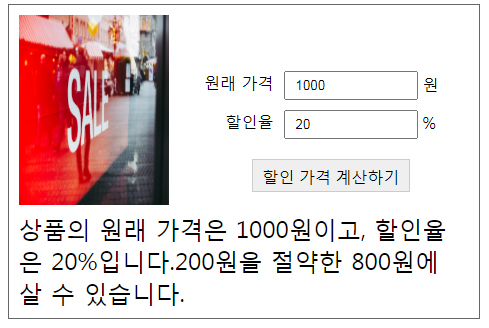 SALE
원래 가격 1000 원
할인율 20 %
할인 가격 계산하기
상품의 원래 가격은 1000원이고, 할인율
은 20%입니다.200원을 절약한 800원에
살 수 있습니다.